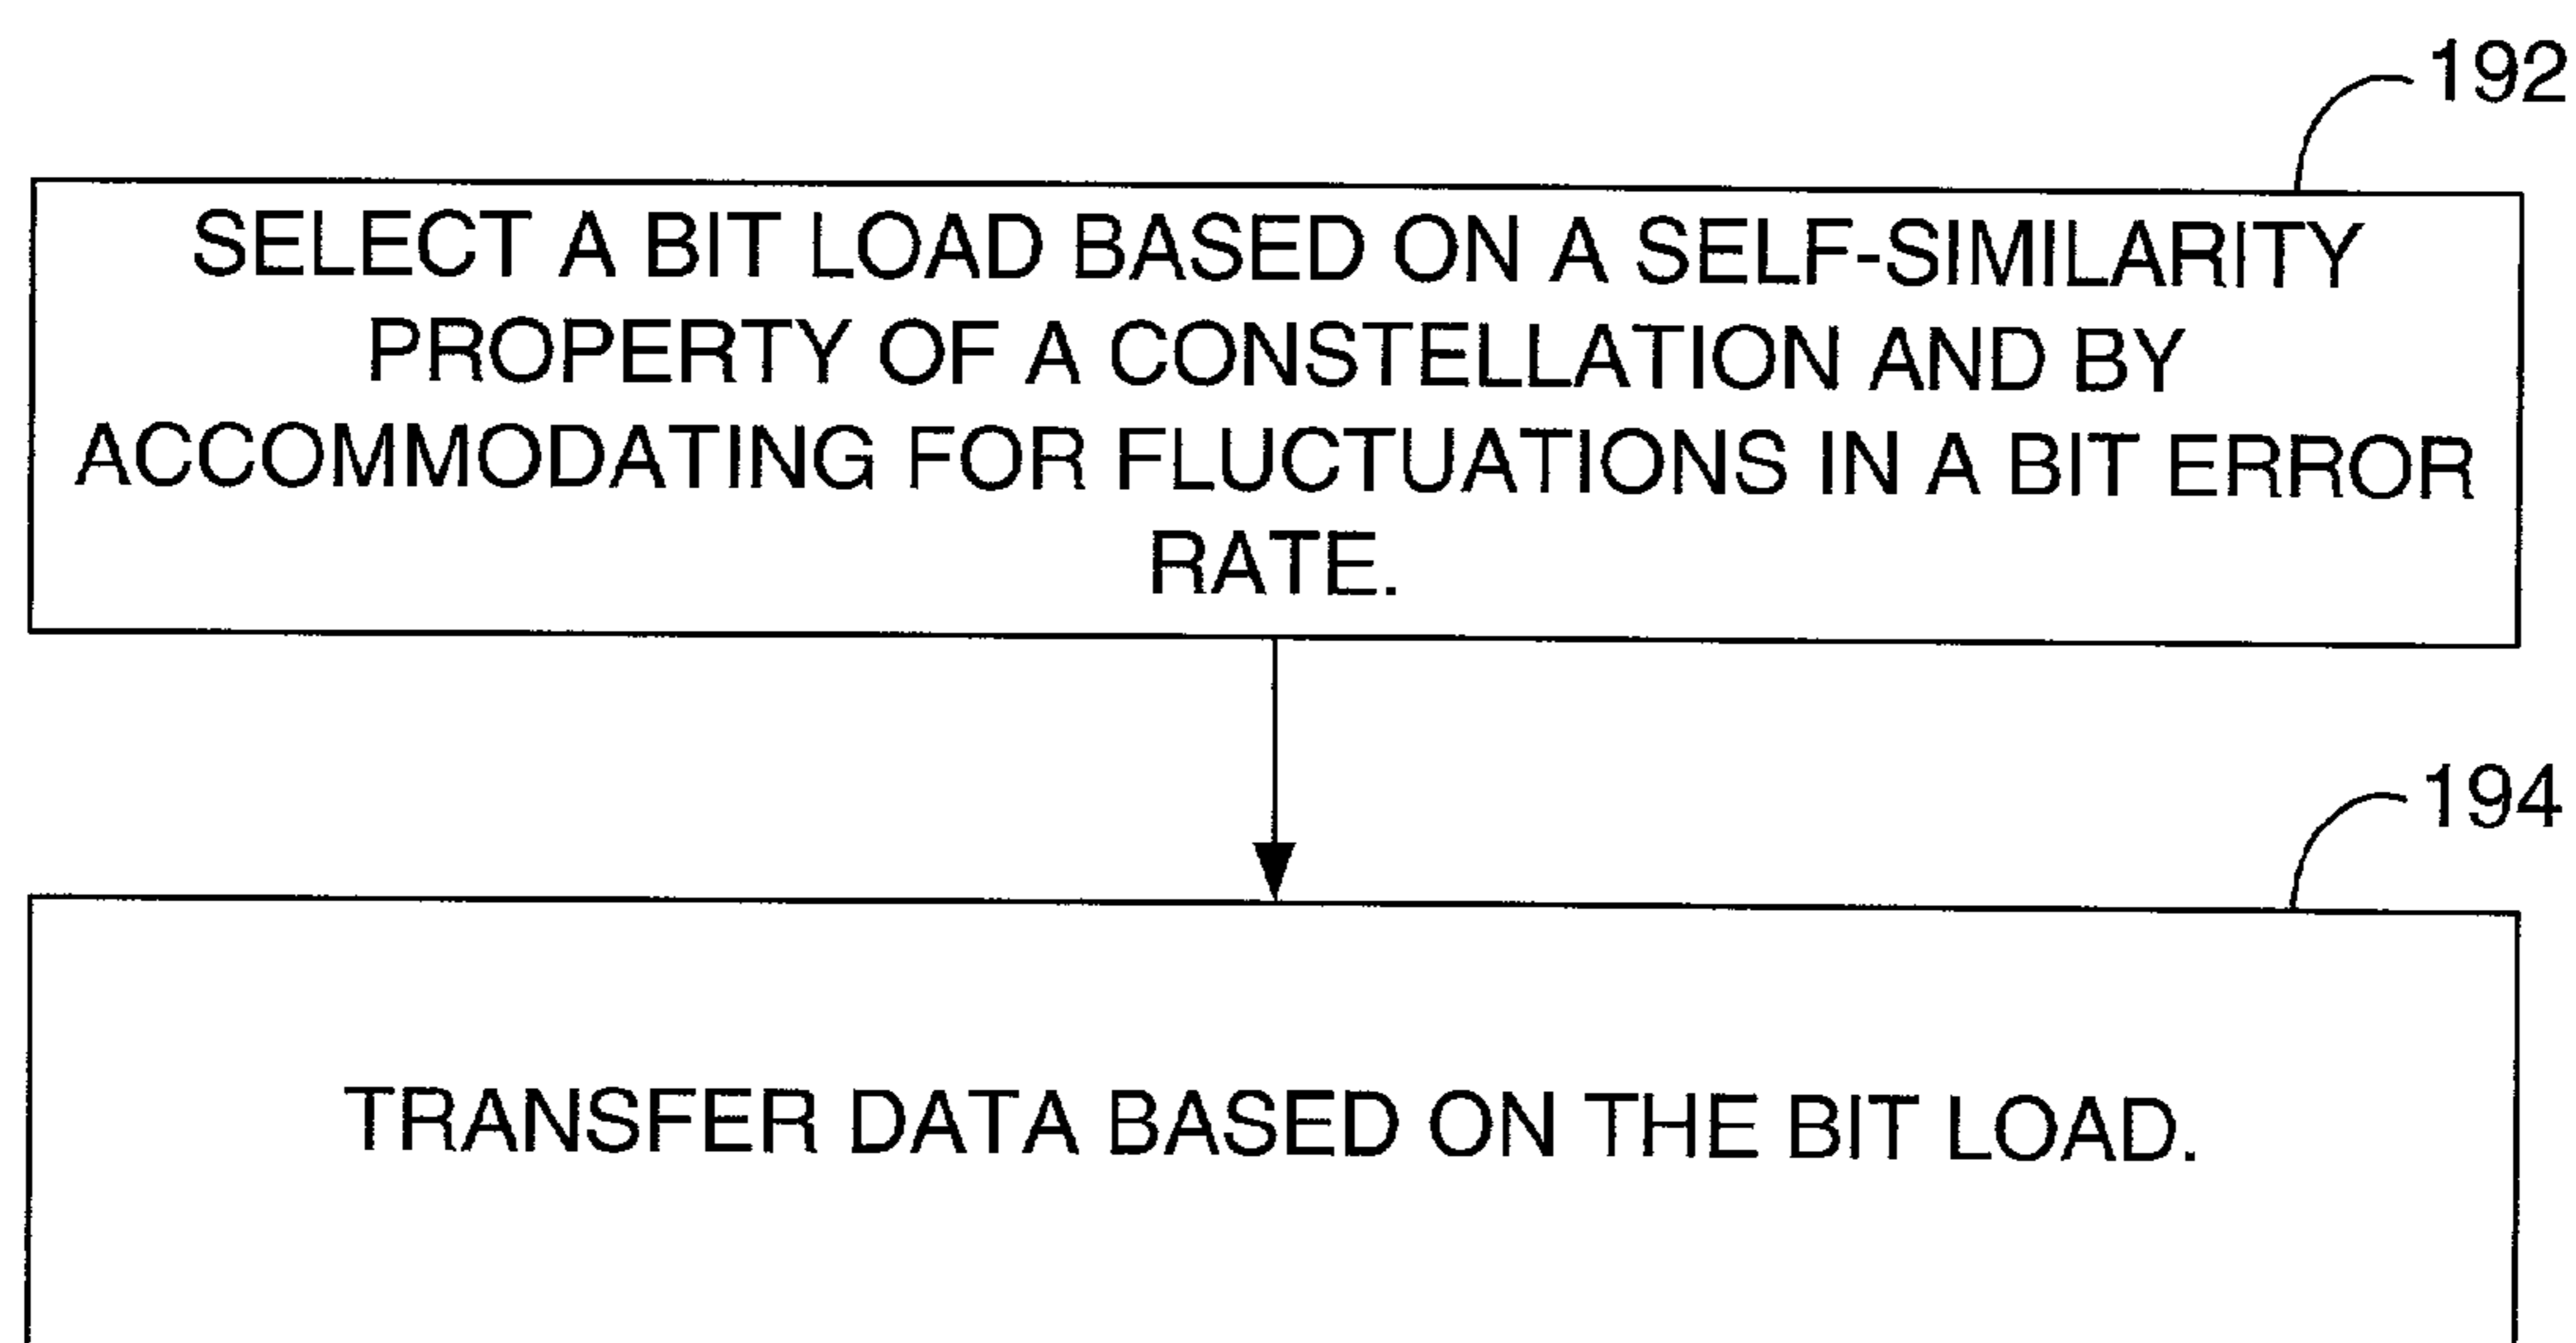 192
SELECT A BIT LOAD BASED ON A SELF-SIMILARITY
PROPERTY OF A CONSTELLATION AND BY
ACCOMMODATING FOR FLUCTUATIONS IN A BIT ERROR
RATE.
194
TRANSFER DATA BASED ON THE BIT LOAD.